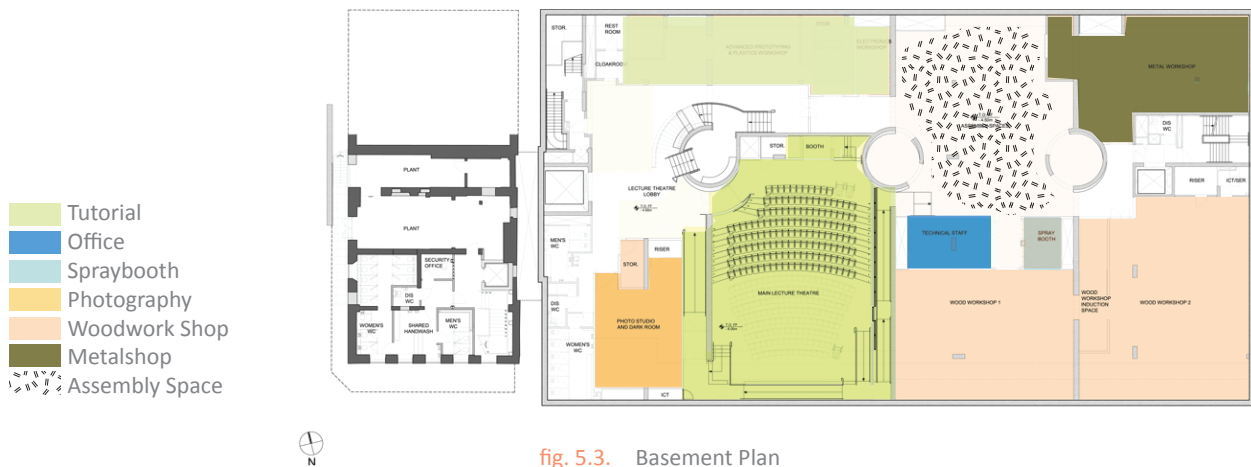 Tutorial
Office
Spraybooth
Photography
Woodwork Shop
Metalshop
Assembly Space
N
fig. 5.3. Basement Plan
PLANT
PLANT
SECURITY
OFFICE
DIS
WC
WOMEN'S
WC
SHARED
HANDWASH
MEN'S
WC
STOR.
REST
ROOM
CLOAKROOM
ADVANCED PROTOTYPING
& PLASTICS WORKSHOP
ELECTRONICS
WORKSHOP
STOR.
BOOTH
LECTURE THEATRE
LOBBY
MEN'S
WC
RISER
STOR.
DIS
WC
PHOTO STUDIO
AND DARK ROOM
WOMEN'S
WC
ICT
MAIN LECTURE THEATRE
ASSEMBLY SPACE
METAL WORKSHOP
DIS
WC
RISER
ICT/SER
TECHNICAL STAFF
SPRAY
BOOTH
WOOD WORKSHOP 1
WOOD
WORKSHOP
INDUCTION
SPACE
WOOD WORKSHOP 2